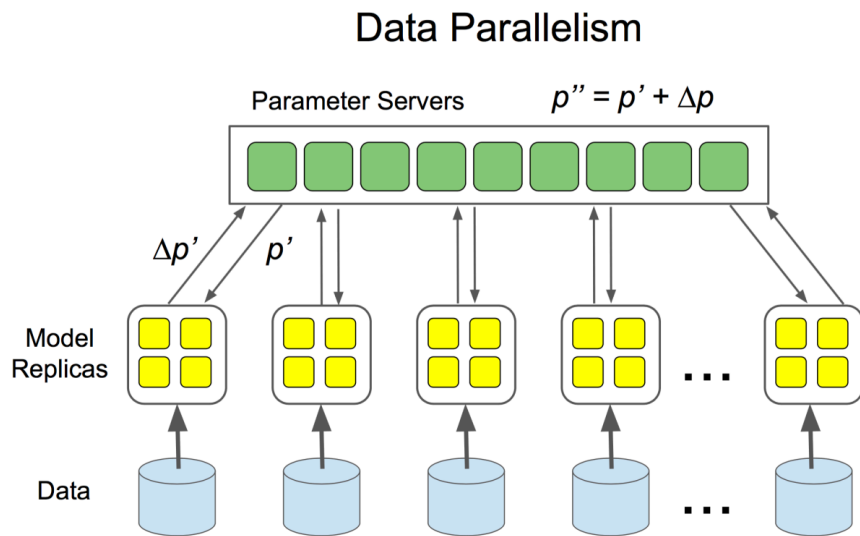 Data Parallelism
Parameter Servers
p’’ = p’ + Δp
Δp’
p’
Model
Replicas
...
Data
...